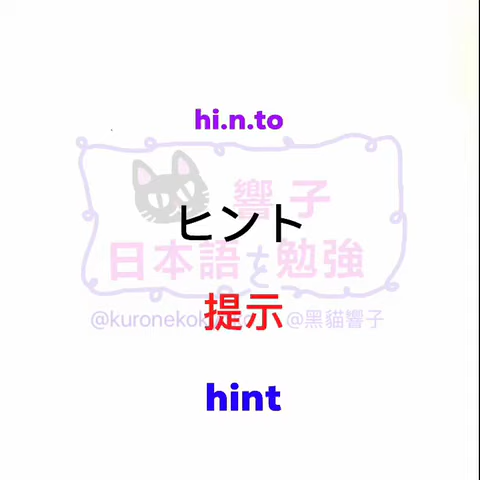 hi.n.to
響子
ヒント
日本語を勉強
提示
@黑貓響子
hint